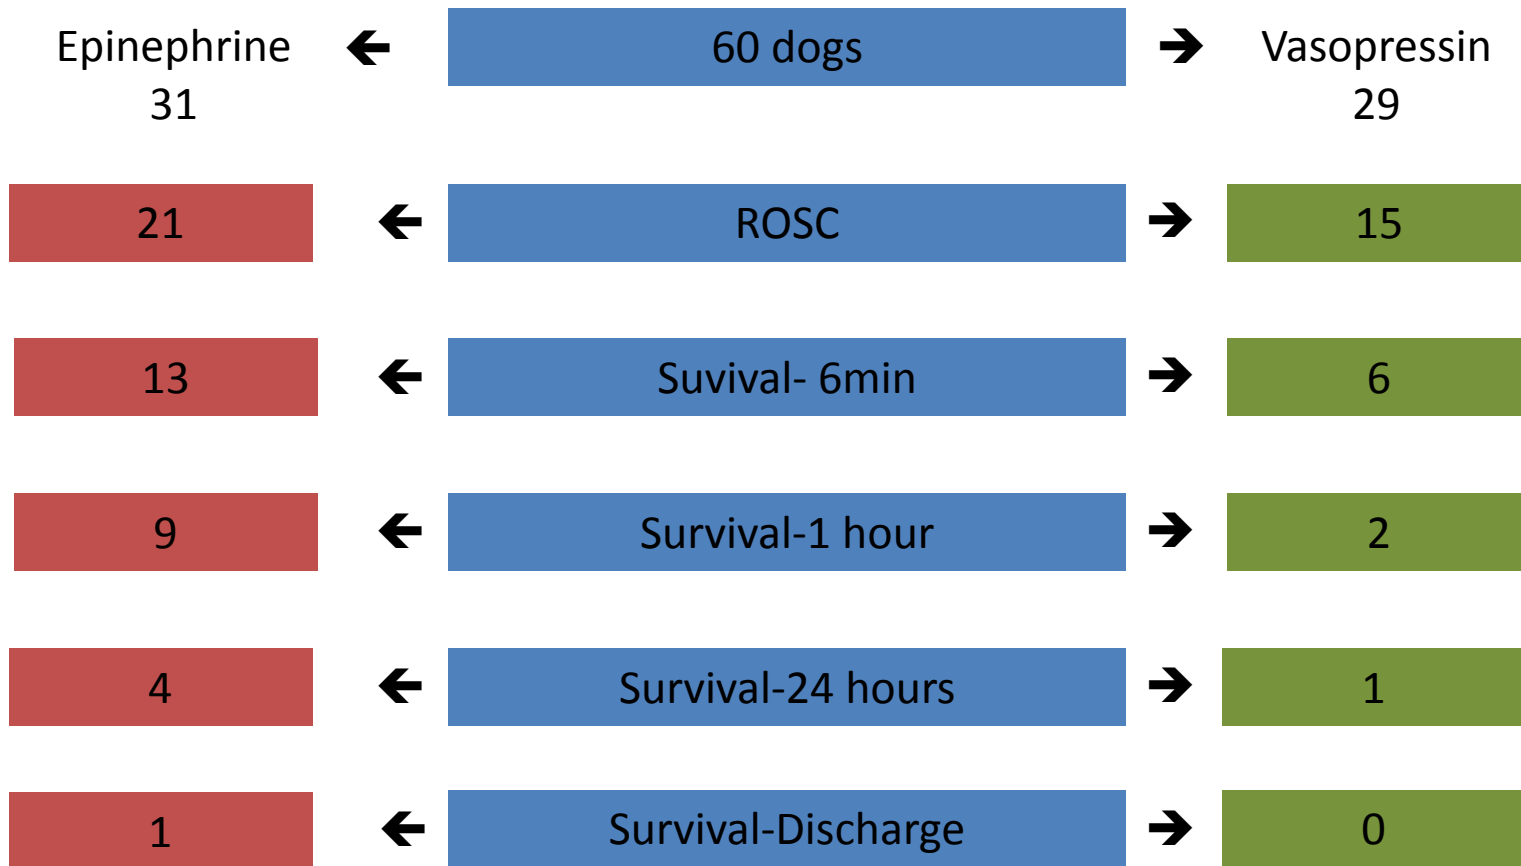 Epinephrine 🡨 60 dogs 🡪 Vasopressin
31 29
21 🡨 ROSC 🡪 15
13 🡨 Suvival- 6min 🡪 6
9 🡨 Survival-1 hour 🡪 2
4 🡨 Survival-24 hours 🡪 1
1 🡨 Survival-Discharge 🡪 0